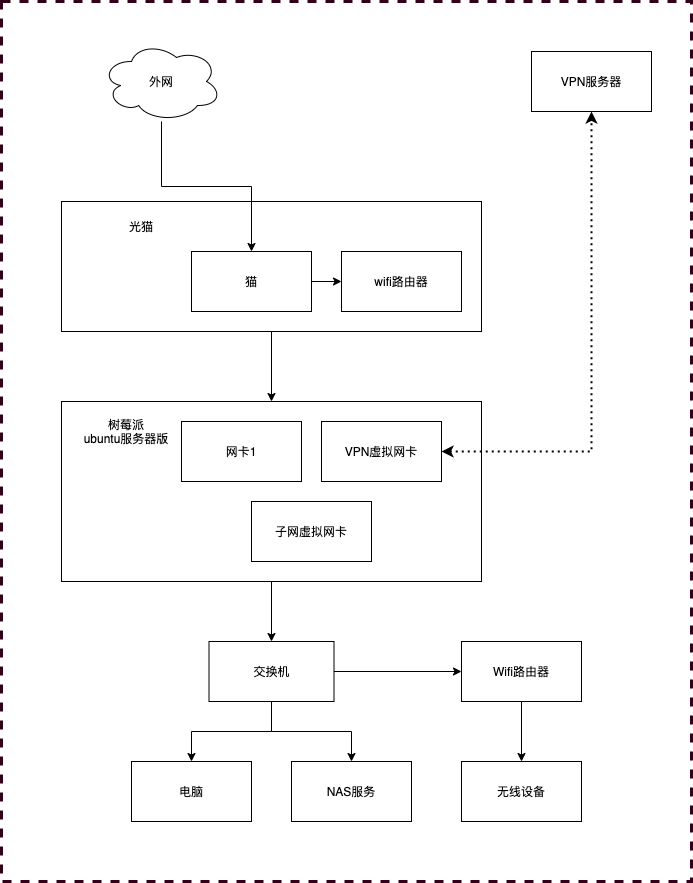 外网
VPN服务器
光猫
猫
wifi路由器
树莓派
ubuntu服务器版
网卡1
VPN虚拟网卡
子网虚拟网卡
交换机
Wifi路由器
电脑
NAS服务
无线设备